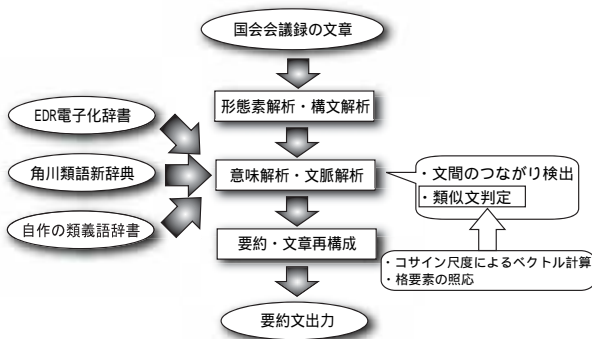 国会会議録の文章
形態素解析・構文解析
EDR電子化辞書
角川類語新辞典
自作の類義語辞書
意味解析・文脈解析
・文間のつながり検出
・類似文判定
要約・文章再構成
・コサイン尺度によるベクトル計算
・格要素の照応
要約文出力